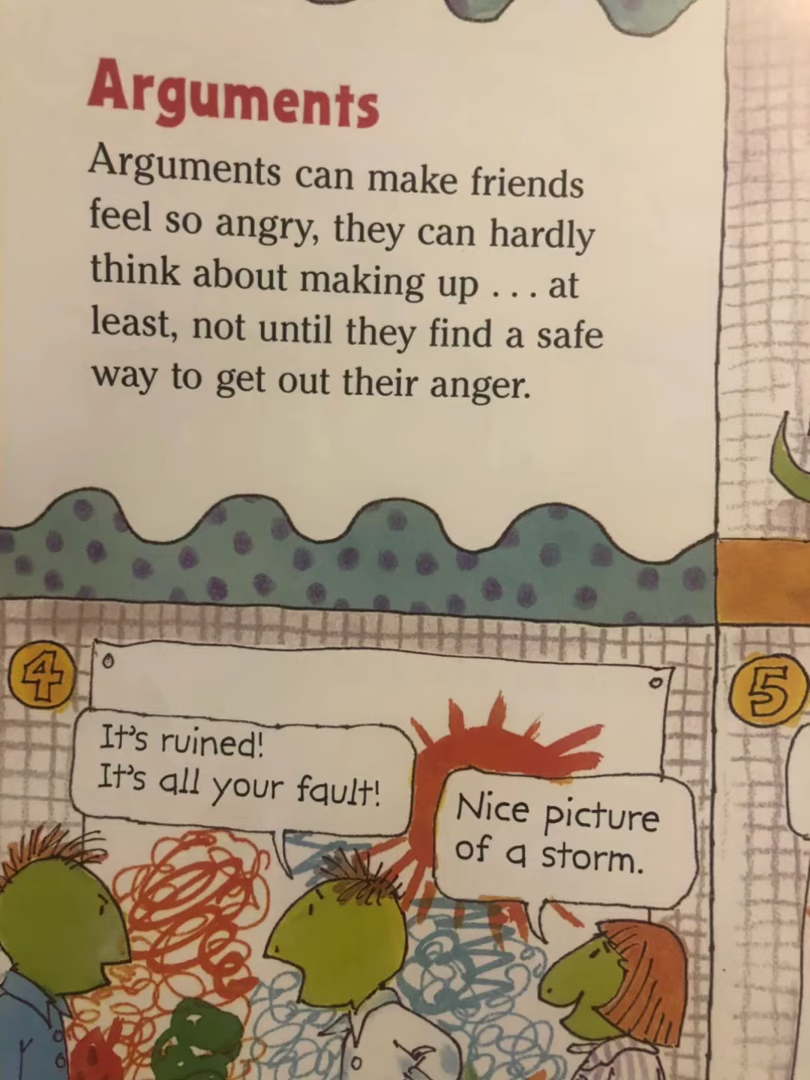 Arguments
Arguments can make friends
feel so angry, they can hardly
think about making up . . . at
least, not until they find a safe
way to get out their anger.
4
It's ruined!
It's all your fault!
Nice picture
of a storm.
5